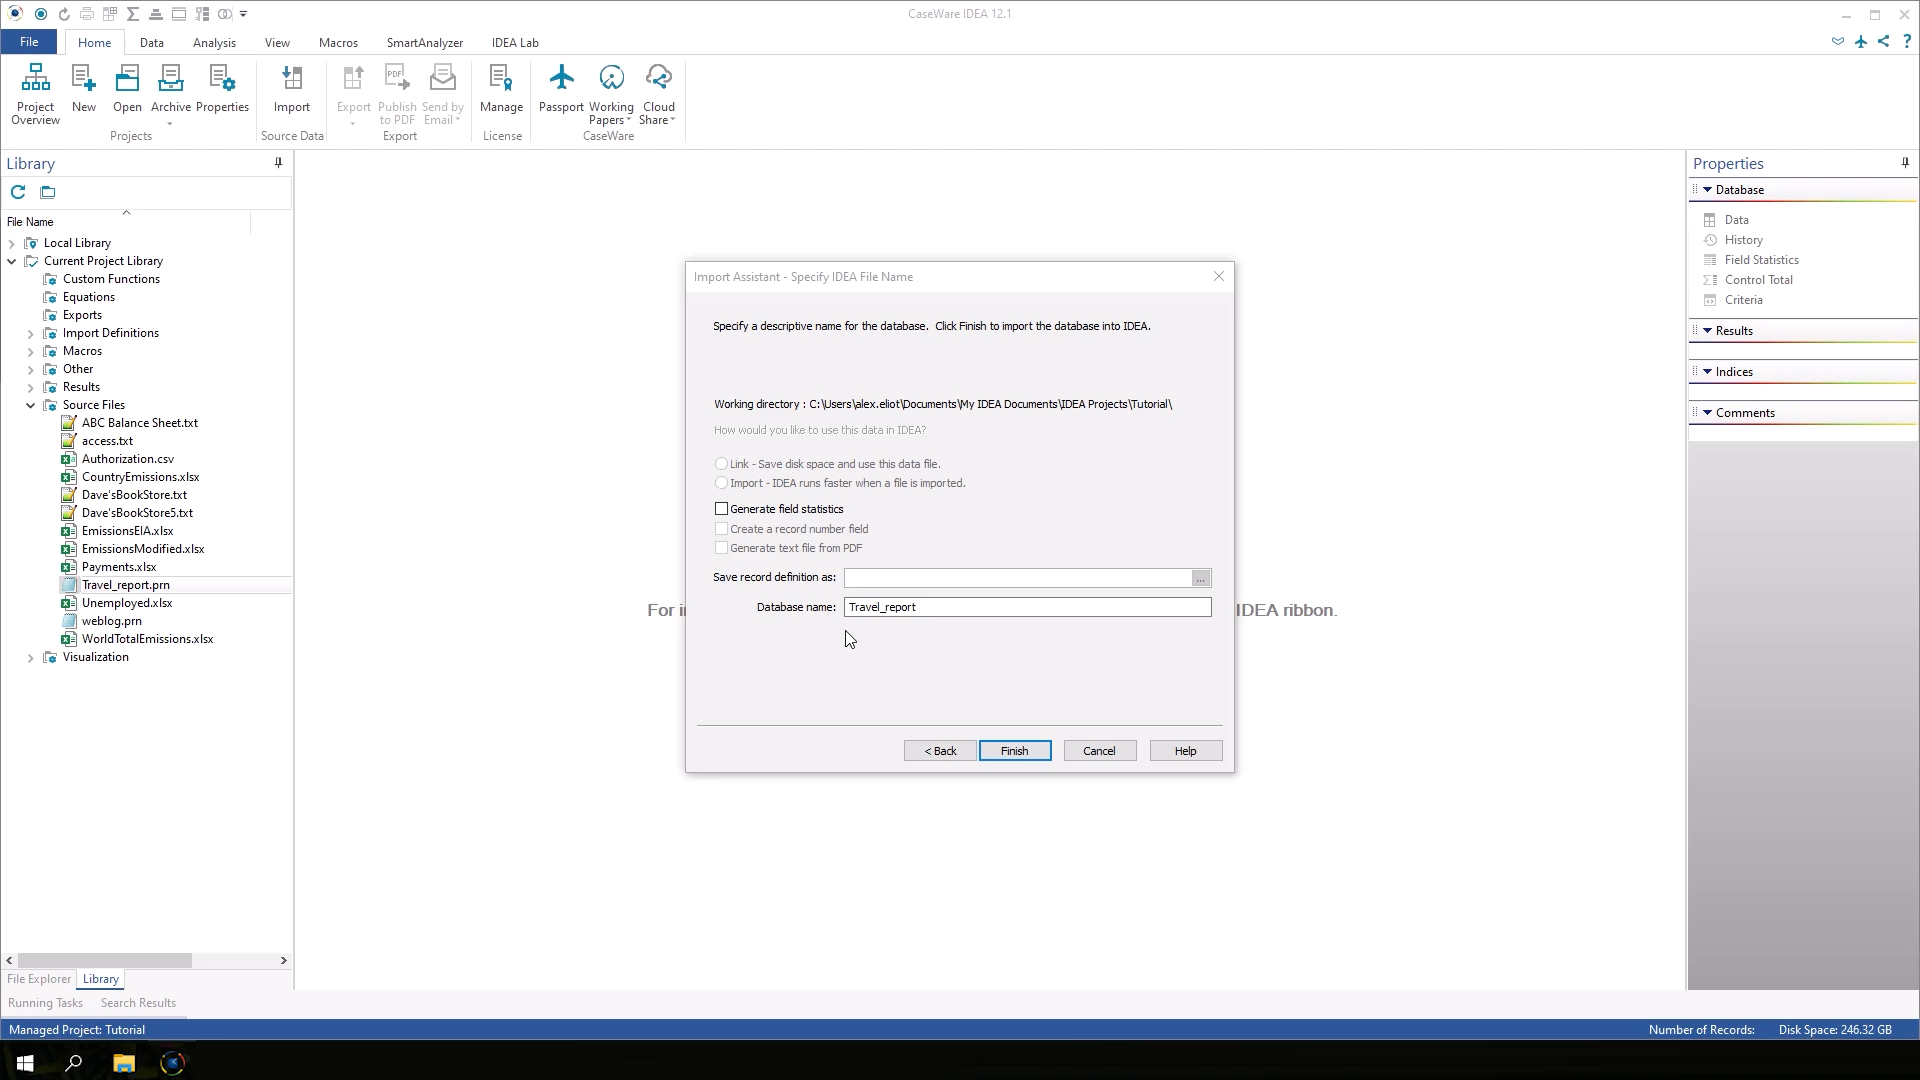 CaseWare IDEA 12.1
File Home Data Analysis View Macros SmartAnalyzer IDEA Lab
Project Overview New Open Archive Properties Import Export Publish to PDF Send by Email Manage Passport Working Papers Cloud Share
Projects Source Data Export License CaseWare
Library
File Name
Local Library
Current Project Library
Custom Functions
Equations
Exports
Import Definitions
Macros
Other
Results
Source Files
ABC Balance Sheet.txt
access.txt
Authorization.csv
CountryEmissions.xlsx
Dave'sBookStore.txt
Dave'sBookStore5.txt
EmissionsEIA.xlsx
EmissionsModified.xlsx
Payments.xlsx
Travel_report.prn
Unemployed.xlsx
weblog.prn
WorldTotalEmissions.xlsx
Visualization
File Explorer Library
Running Tasks Search Results
Import Assistant - Specify IDEA File Name
Specify a descriptive name for the database. Click Finish to import the database into IDEA.
Working directory : C:\Users\alex.eliot\Documents\My IDEA Documents\IDEA Projects\Tutorial\
How would you like to use this data in IDEA?
Link - Save disk space and use this data file.
Import - IDEA runs faster when a file is imported.
Generate field statistics
Create a record number field
Generate text file from PDF
Save record definition as: ...
Database name: Travel_report
For i IDEA ribbon.
< Back Finish Cancel Help
Properties
Database
Data
History
Field Statistics
Control Total
Criteria
Results
Indices
Comments
Managed Project: Tutorial Number of Records: Disk Space: 246.32 GB